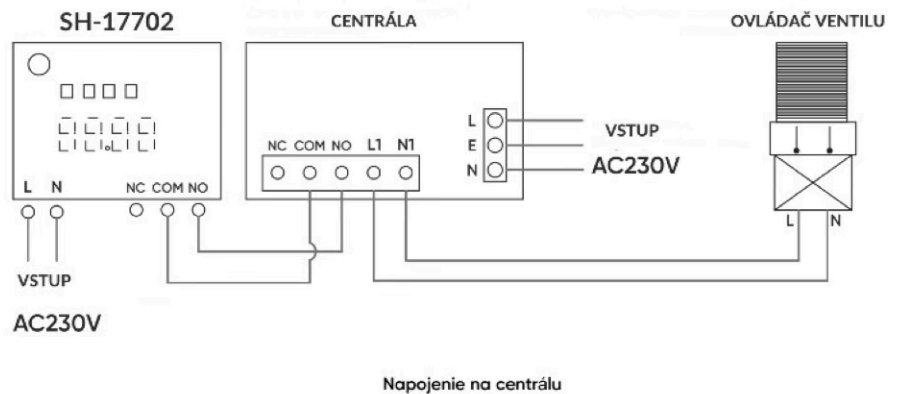 SH-17702
CENTRÁLA
OVLÁDAČ VENTILU
L N
NC COM NO
VSTUP
AC230V
NC COM NO L1 N1
L
E
N
VSTUP
AC230V
L N
Napojenie na centrálu